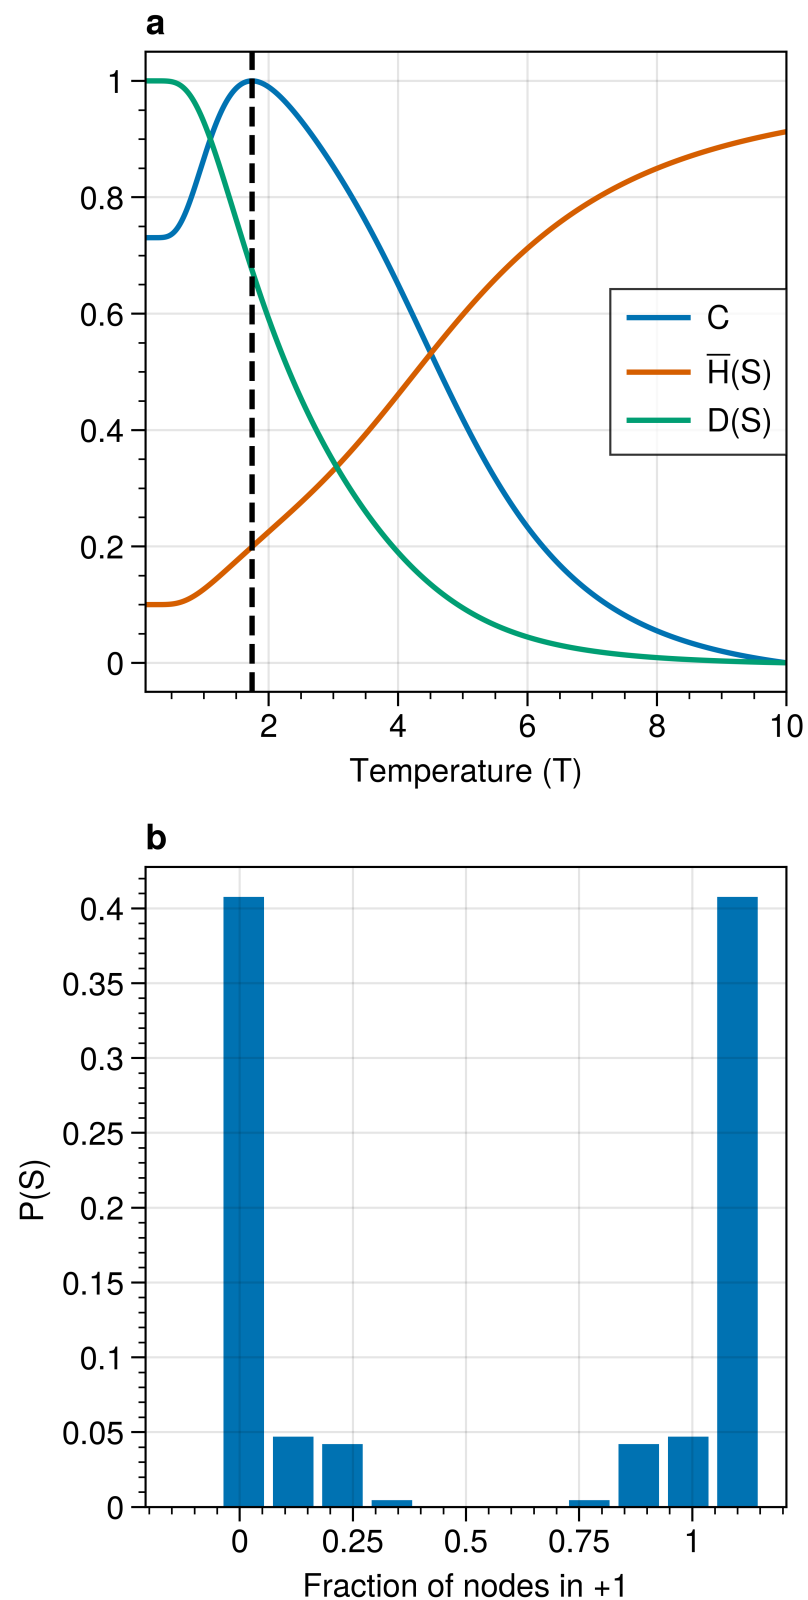 a
1
0.8
0.6
0.4
0.2
0
C
H̅(S)
D(S)
2 4 6 8 10
Temperature (T)
b
0.4
0.35
0.3
0.25
0.2
0.15
0.1
0.05
0
P(S)
0 0.25 0.5 0.75 1
Fraction of nodes in +1